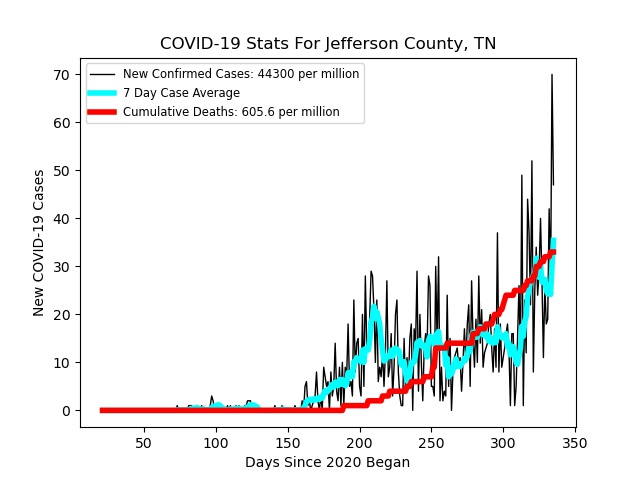 COVID-19 Stats For Jefferson County, TN
New Confirmed Cases: 44300 per million
7 Day Case Average
Cumulative Deaths: 605.6 per million
New COVID-19 Cases
70
60
50
40
30
20
10
0
50
100
150
200
250
300
350
Days Since 2020 Began